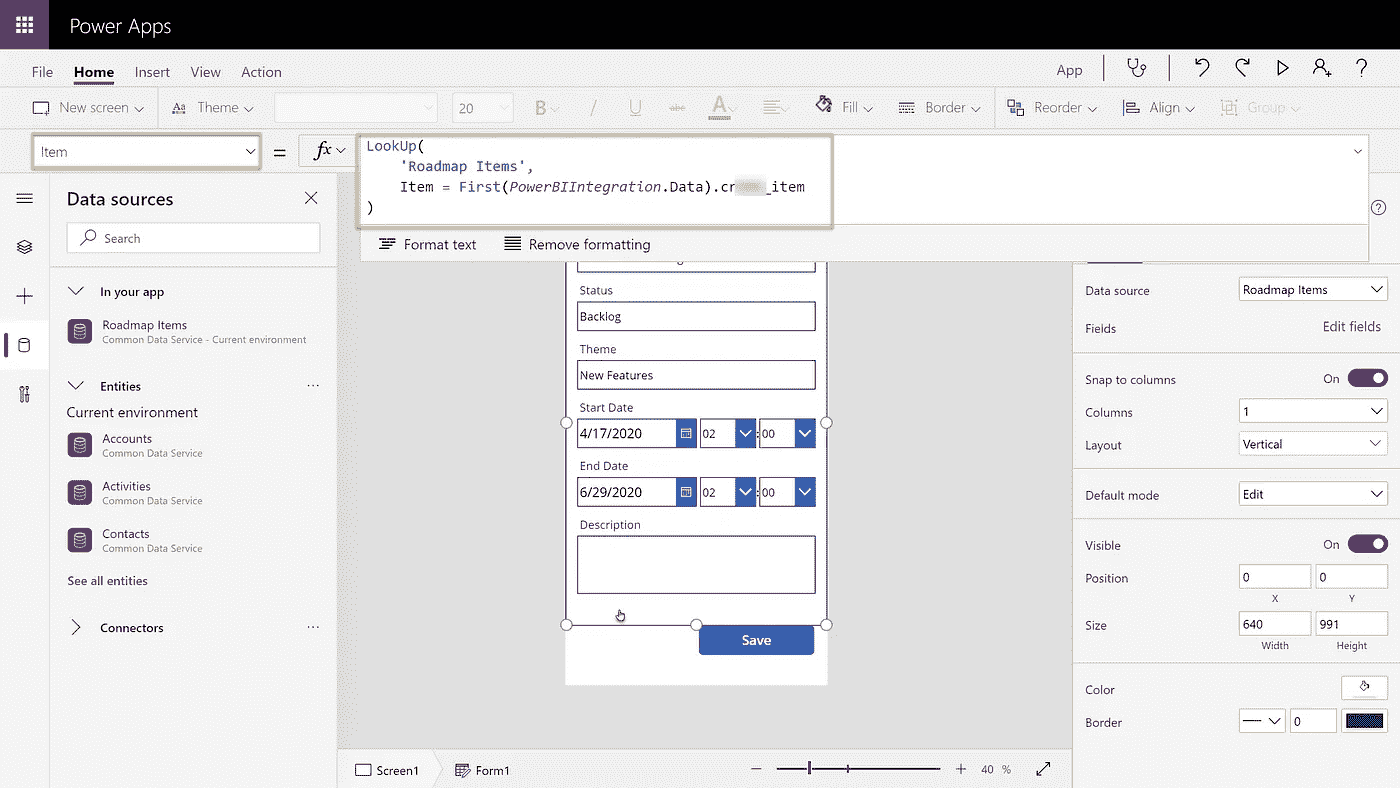 Power Apps
File Home Insert View Action App
New screen Theme 20 B / U abc A Fill Border Reorder Align Group
Item = fx
LookUp(
'Roadmap Items',
Item = First(PowerBIIntegration.Data).cr _item
)
Format text Remove formatting
Data sources
Search
In your app
Roadmap Items
Common Data Service - Current environment
Entities ...
Current environment
Accounts
Common Data Service
Activities
Common Data Service
Contacts
Common Data Service
See all entities
Connectors ...
Status
Backlog
Theme
New Features
Start Date
4/17/2020 02 : 00
End Date
6/29/2020 02 : 00
Description
Save
Data source Roadmap Items
Fields Edit fields
Snap to columns On
Columns 1
Layout Vertical
Default mode Edit
Visible On
Position 0 0
X Y
Size 640 991
Width Height
Color
Border 0
Screen1 Form1 40 %